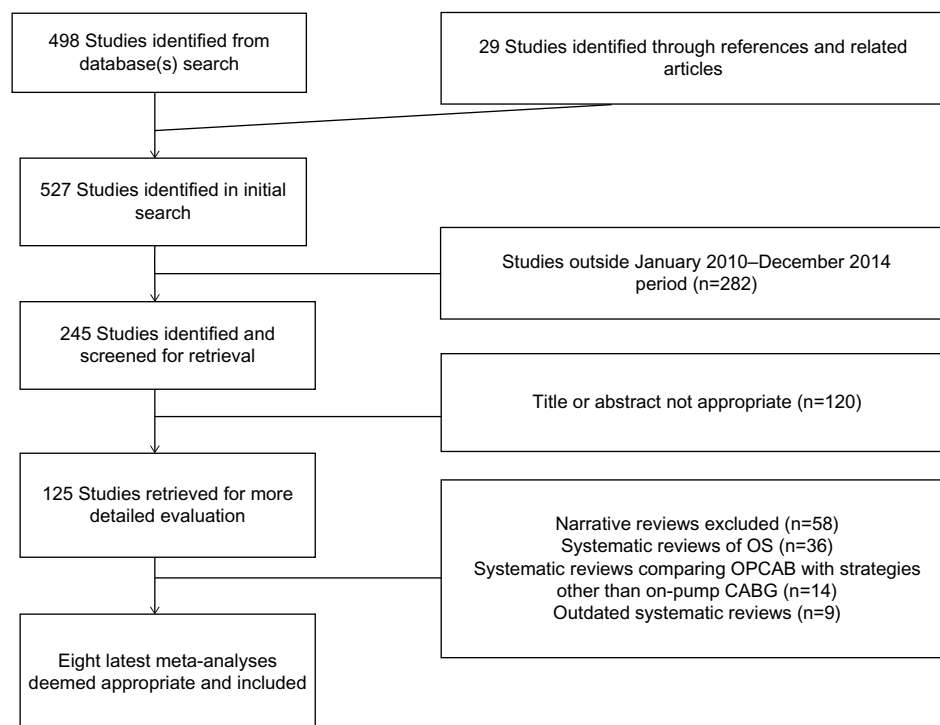 498 Studies identified from
database(s) search
29 Studies identified through references and related
articles
527 Studies identified in initial
search
Studies outside January 2010–December 2014
period (n=282)
245 Studies identified and
screened for retrieval
Title or abstract not appropriate (n=120)
125 Studies retrieved for more
detailed evaluation
Narrative reviews excluded (n=58)
Systematic reviews of OS (n=36)
Systematic reviews comparing OPCAB with strategies
other than on-pump CABG (n=14)
Outdated systematic reviews (n=9)
Eight latest meta-analyses
deemed appropriate and included